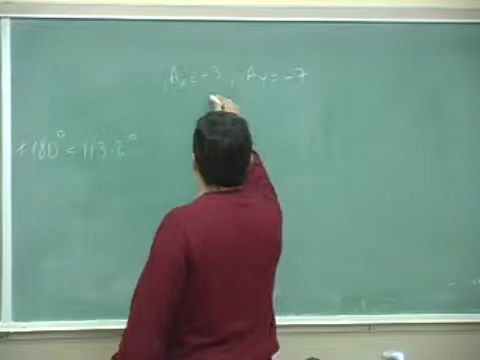 Ax = -3, Ay = -7
+180° = 113.2°